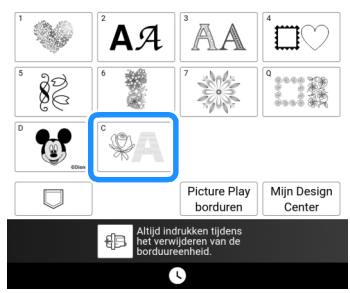 1
2
3
4
AA
AA
5
6
7
Q
D
C
©Disney
A
Picture Play
borduren
Mijn Design
Center
Altijd indrukken tijdens
het verwijderen van de
borduureenheid.